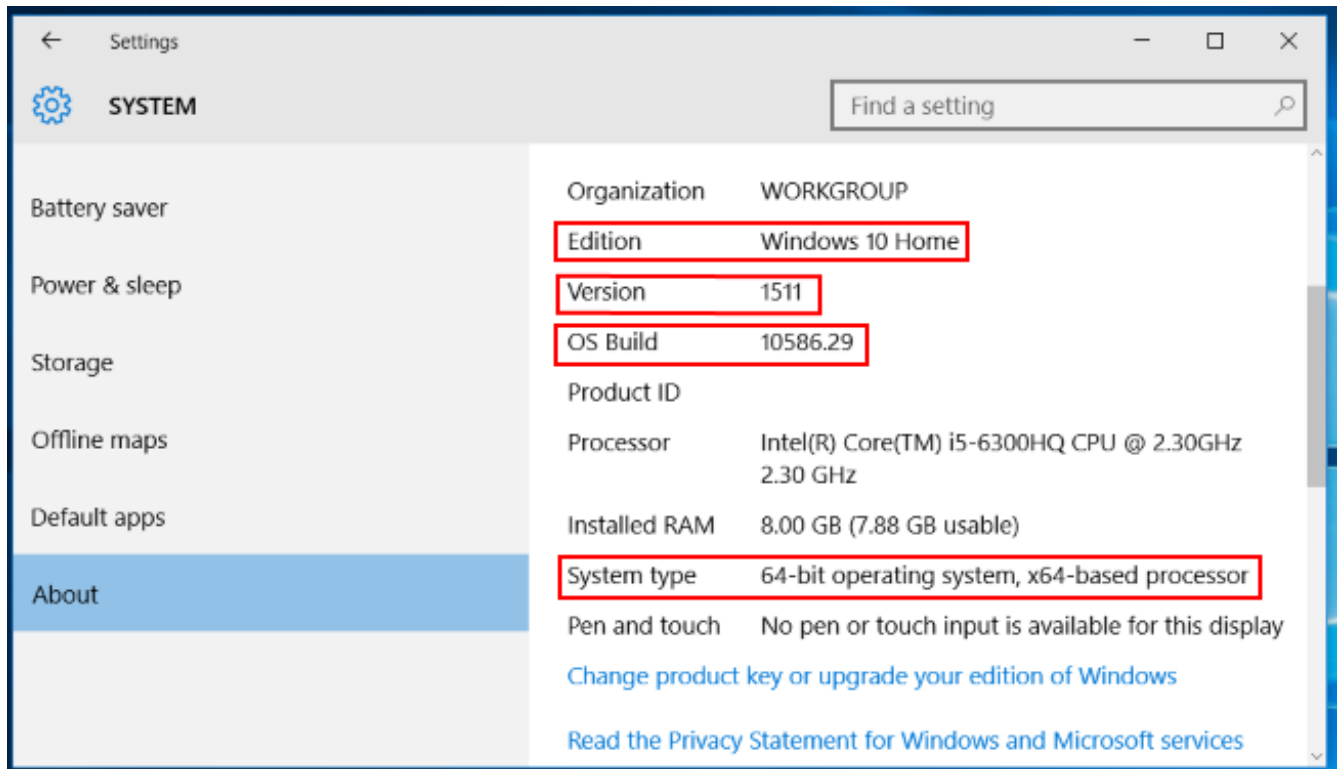 Settings
SYSTEM
Find a setting
Battery saver
Power & sleep
Storage
Offline maps
Default apps
About
Organization WORKGROUP
Edition Windows 10 Home
Version 1511
OS Build 10586.29
Product ID
Processor Intel(R) Core(TM) i5-6300HQ CPU @ 2.30GHz
2.30 GHz
Installed RAM 8.00 GB (7.88 GB usable)
System type 64-bit operating system, x64-based processor
Pen and touch No pen or touch input is available for this display
Change product key or upgrade your edition of Windows
Read the Privacy Statement for Windows and Microsoft services